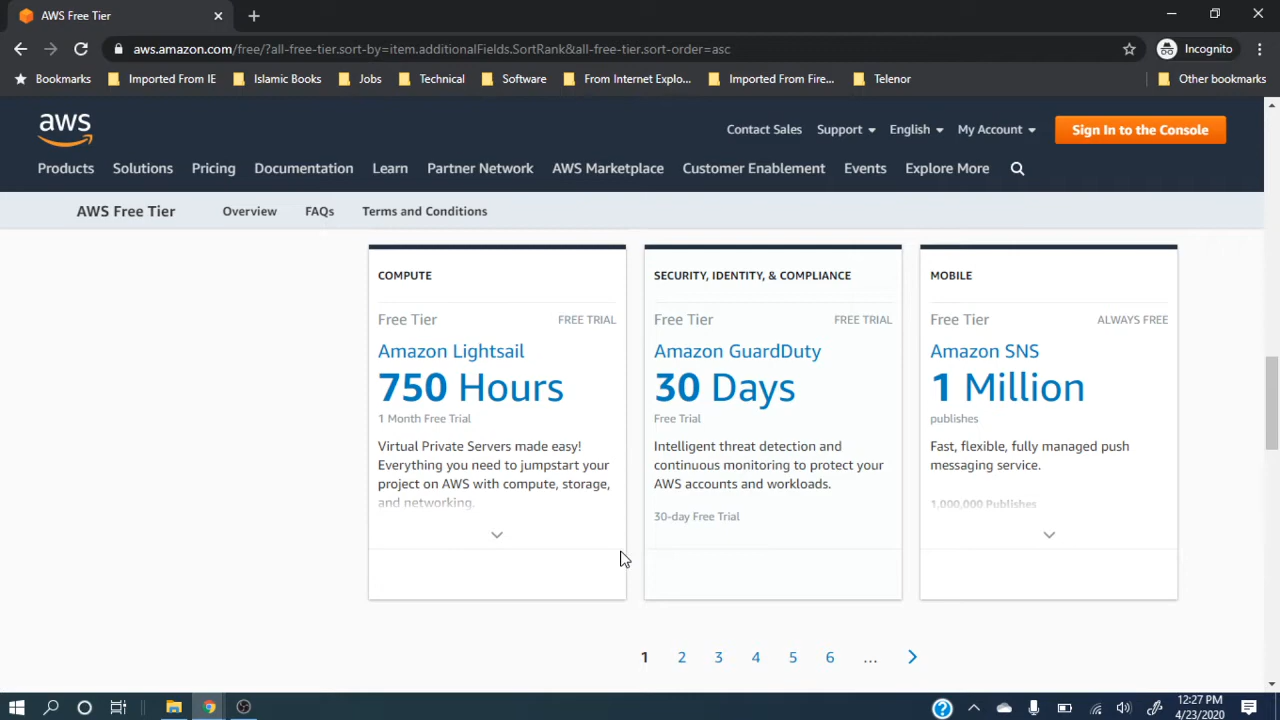 AWS Free Tier
aws.amazon.com/free/?all-free-tier.sort-by=item.additionalFields.SortRank&all-free-tier.sort-order=asc
Incognito
Bookmarks Imported From IE Islamic Books Jobs Technical Software From Internet Explo... Imported From Fire... Telenor Other bookmarks
aws
Contact Sales Support English My Account Sign In to the Console
Products Solutions Pricing Documentation Learn Partner Network AWS Marketplace Customer Enablement Events Explore More
AWS Free Tier Overview FAQs Terms and Conditions
COMPUTE
Free Tier FREE TRIAL
Amazon Lightsail
750 Hours
1 Month Free Trial
Virtual Private Servers made easy!
Everything you need to jumpstart your
project on AWS with compute, storage,
and networking.
SECURITY, IDENTITY, & COMPLIANCE
Free Tier FREE TRIAL
Amazon GuardDuty
30 Days
Free Trial
Intelligent threat detection and
continuous monitoring to protect your
AWS accounts and workloads.
30-day Free Trial
MOBILE
Free Tier ALWAYS FREE
Amazon SNS
1 Million
publishes
Fast, flexible, fully managed push
messaging service.
1,000,000 Publishes
1 2 3 4 5 6 ...
12:27 PM
4/23/2020